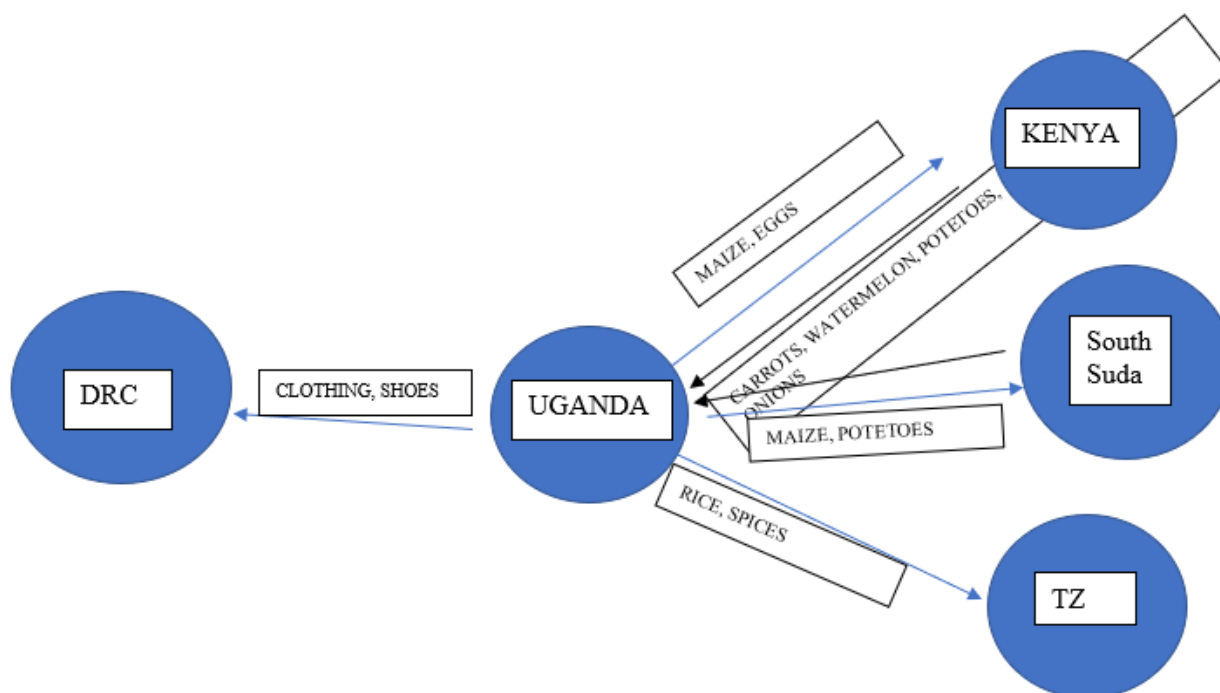 KENYA
MAIZE, EGGS
CARROTS, WATERMELON, POTETOES,
ONIONS
South
Suda
DRC
CLOTHING, SHOES
UGANDA
MAIZE, POTETOES
RICE, SPICES
TZ